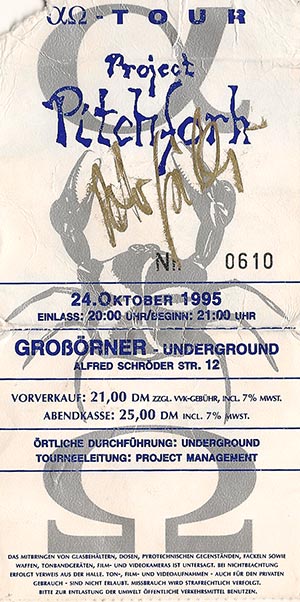 αΩ - TOUR
Project
Pitchfork
Nr. 0610
24. OKTOBER 1995
EINLASS: 20:00 UHR/BEGINN: 21:00 UHR
GROßÖRNER - UNDERGROUND
ALFRED SCHRÖDER STR. 12
VORVERKAUF: 21,00 DM ZZGL. VVK-GEBÜHR, INCL. 7% MWST.
ABENDKASSE: 25,00 DM INCL. 7% MWST.
ÖRTLICHE DURCHFÜHRUNG: UNDERGROUND
TOURNEELEITUNG: PROJECT MANAGEMENT
DAS MITBRINGEN VON GLASBEHÄLTERN, DOSEN, PYROTECHNISCHEN GEGENSTÄNDEN, FACKELN SOWIE
WAFFEN, TONBANDGERÄTEN, FILM- UND VIDEOKAMERAS IST UNTERSAGT. BEI NICHTBEACHTUNG
ERFOLGT VERWEIS AUS DER HALLE. TON-, FILM- UND VIDEOAUFNAHMEN - AUCH FÜR DEN PRIVATEN
GEBRAUCH - SIND NICHT ERLAUBT. MISSBRAUCH WIRD STRAFRECHTLICH VERFOLGT.
BITTE ZUR ENTLASTUNG DER UMWELT ÖFFENTLICHE VERKEHRSMITTEL BENUTZEN.